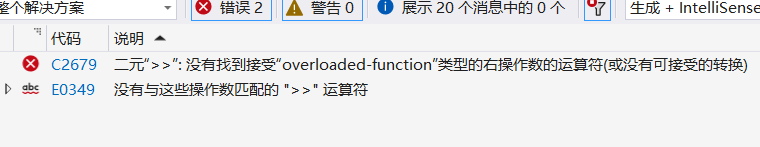 整个解决方案 错误 2 警告 0 展示 20 个消息中的 0 个 生成 + IntelliSense
代码 说明
C2679 二元“>>”: 没有找到接受“overloaded-function”类型的右操作数的运算符(或没有可接受的转换)
abc E0349 没有与这些操作数匹配的 ">>" 运算符